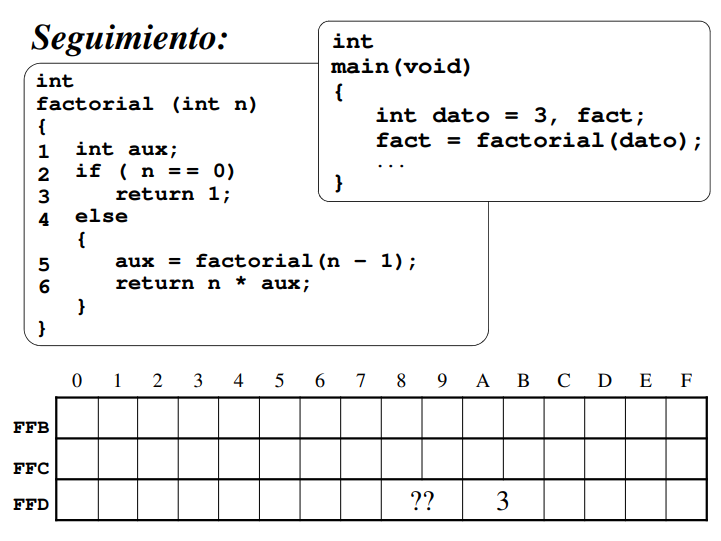 Seguimiento:
int
main(void)
{
int dato = 3, fact;
fact = factorial(dato);
...
}
int
factorial (int n)
{
1 int aux;
2 if ( n == 0)
3 return 1;
4 else
{
5 aux = factorial(n - 1);
6 return n * aux;
}
}
0 1 2 3 4 5 6 7 8 9 A B C D E F
FFB
FFC
FFD ?? 3